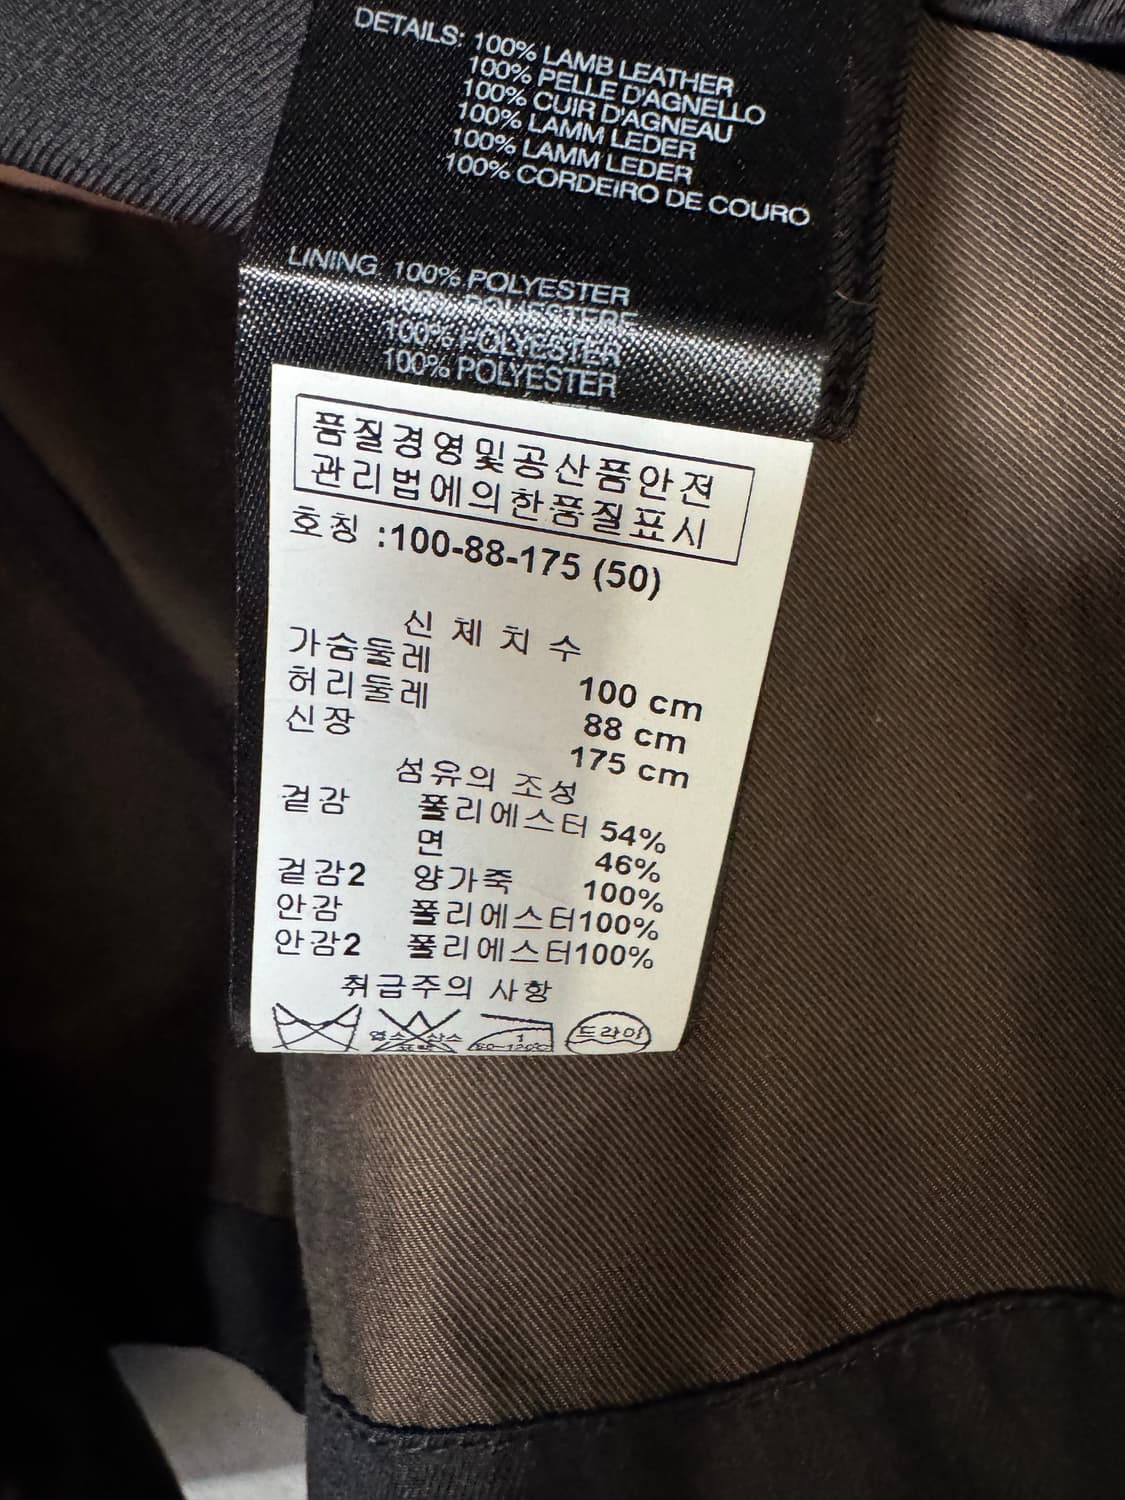 DETAILS: 100% LAMB LEATHER
100% PELLE D'AGNELLO
100% CUIR D'AGNEAU
100% LAMM LEDER
100% LAMM LEDER
100% CORDEIRO DE COURO
LINING 100% POLYESTER
100% POLIESTERE
100% POLYESTER
100% POLYESTER
품질경영및공산품안전
관리법에의한품질표시
호칭 :100-88-175 (50)
신체치수
가슴둘레 100 cm
허리둘레 88 cm
신장 175 cm
섬유의 조성
겉감 폴리에스터 54%
면 46%
겉감2 양가죽 100%
안감 폴리에스터100%
안감2 폴리에스터100%
취급주의 사항
드라이